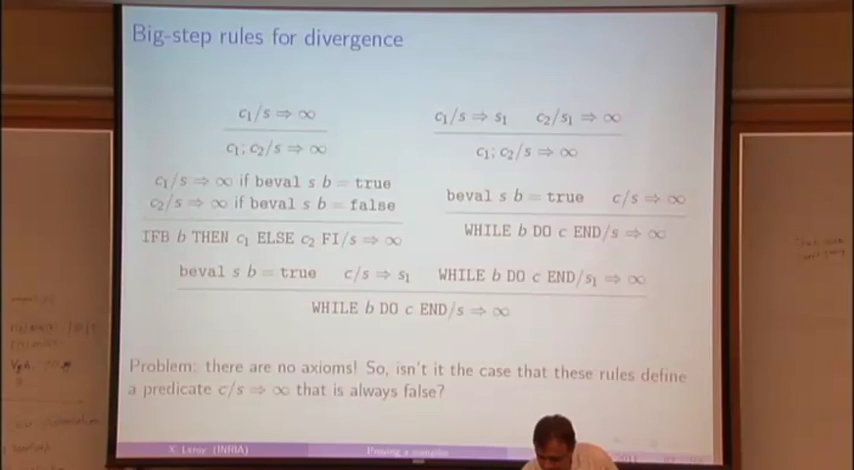 Big-step rules for divergence
c₁/s ⇒ ∞
c₁; c₂/s ⇒ ∞
c₁/s ⇒ s₁ c₂/s₁ ⇒ ∞
c₁; c₂/s ⇒ ∞
c₁/s ⇒ ∞ if beval s b = true
c₂/s ⇒ ∞ if beval s b = false
IFB b THEN c₁ ELSE c₂ FI/s ⇒ ∞
beval s b = true c/s ⇒ ∞
WHILE b DO c END/s ⇒ ∞
beval s b = true c/s ⇒ s₁ WHILE b DO c END/s₁ ⇒ ∞
WHILE b DO c END/s ⇒ ∞
Problem: there are no axioms! So, isn't it the case that these rules define
a predicate c/s ⇒ ∞ that is always false?
X. Leroy (INRIA) Proving a compiler 2011